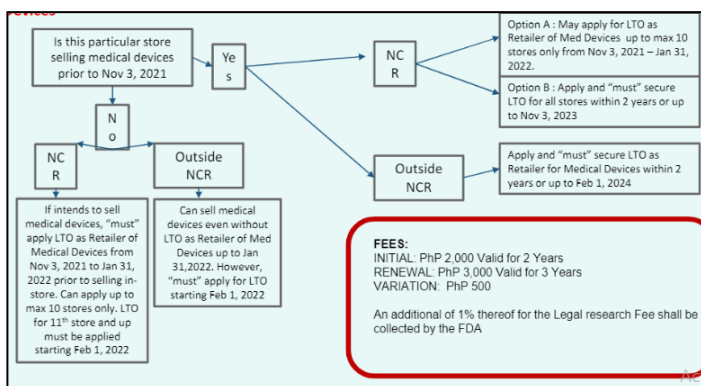 Devices
Is this particular store
selling medical devices
prior to Nov 3, 2021
Ye
s
NC
R
Option A : May apply for LTO as
Retailer of Med Devices up to max 10
stores only from Nov 3, 2021 – Jan 31,
2022.
Option B : Apply and “must” secure
LTO for all stores within 2 years or up
to Nov 3, 2023
Outside
NCR
Apply and “must” secure LTO as
Retailer for Medical Devices within 2
years or up to Feb 1, 2024
N
o
NC
R
If intends to sell
medical devices, “must”
apply LTO as Retailer of
Medical Devices from
Nov 3, 2021 to Jan 31,
2022 prior to selling in-
store. Can apply up to
max 10 stores only. LTO
for 11th store and up
must be applied
starting Feb 1, 2022
Outside
NCR
Can sell medical
devices even without
LTO as Retailer of Med
Devices up to Jan
31,2022. However,
“must” apply for LTO
starting Feb 1, 2022
FEES:
INITIAL: PhP 2,000 Valid for 2 Years
RENEWAL: PhP 3,000 Valid for 3 Years
VARIATION: PhP 500
An additional of 1% thereof for the Legal research Fee shall be
collected by the FDA
Ac